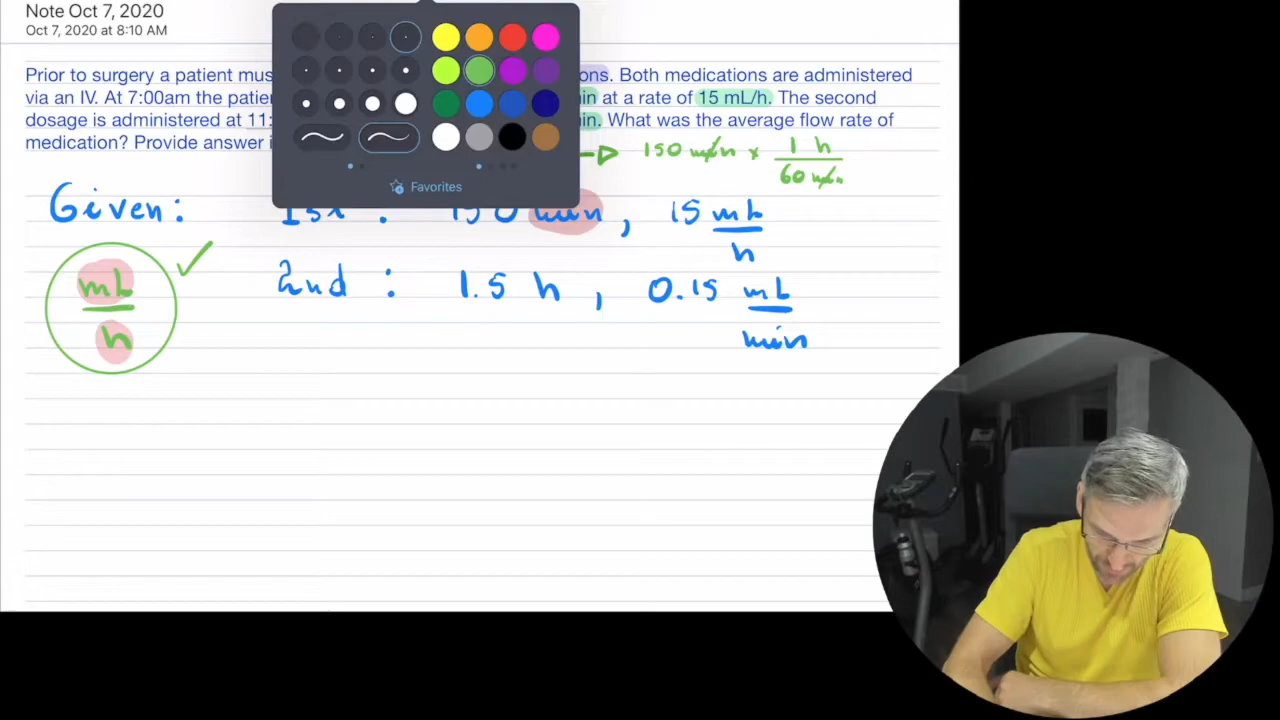 Note Oct 7, 2020
Oct 7, 2020 at 8:10 AM
Prior to surgery a patient mus ons. Both medications are administered
via an IV. At 7:00am the patie in at a rate of 15 mL/h. The second
dosage is administered at 11: in. What was the average flow rate of
medication? Provide answer i
150 min × 1 h
60 min
Favorites
Given: 1st : 150 min , 15 mL
h
mL
h
2nd : 1.5 h , 0.15 mL
min